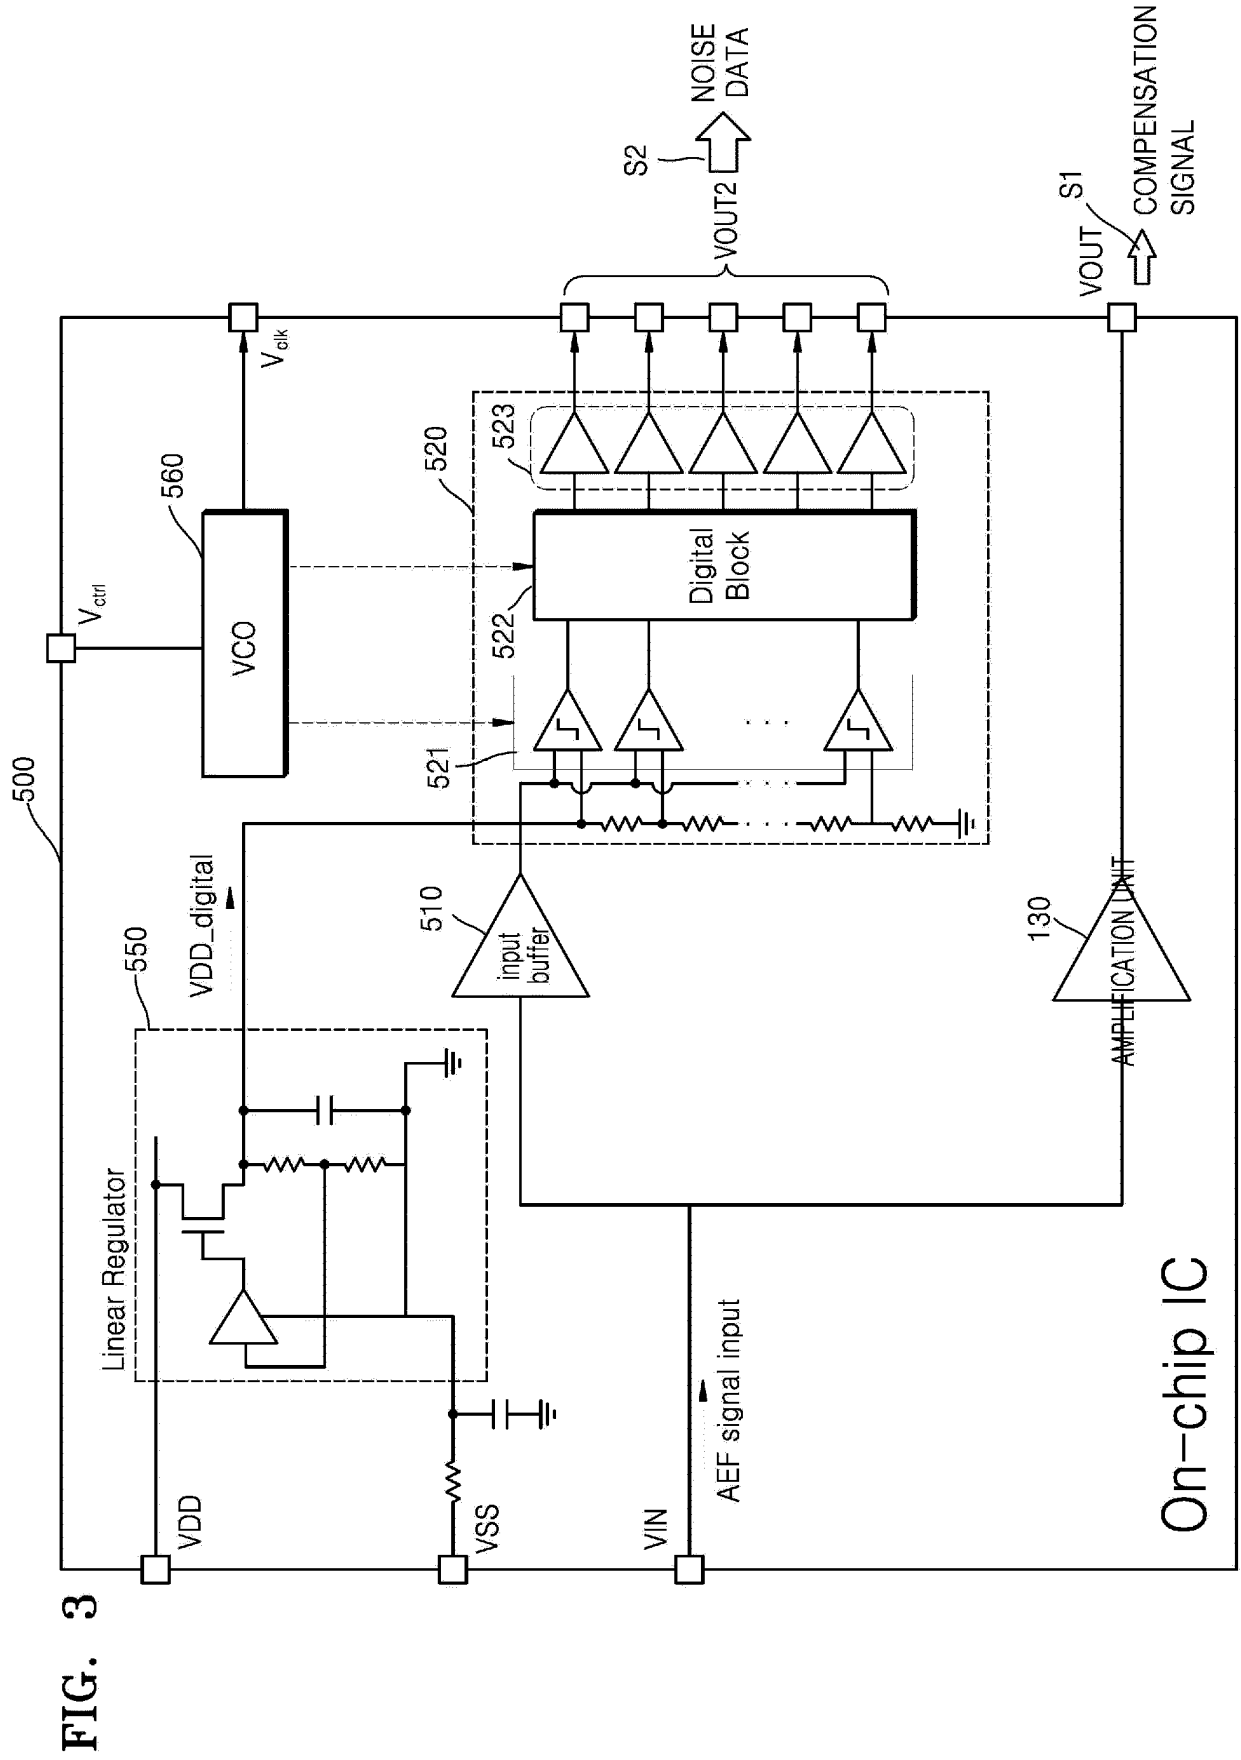 FIG. 3
500
Vctrl
VCO
560
Vclk
Linear Regulator
550
VDD_digital
VDD
VSS
VIN
AEF signal input
input
buffer
510
520
521
522
523
Digital
Block
VOUT2
S2
NOISE
DATA
130
AMPLIFICATION UNIT
VOUT
S1
COMPENSATION
SIGNAL
On-chip IC